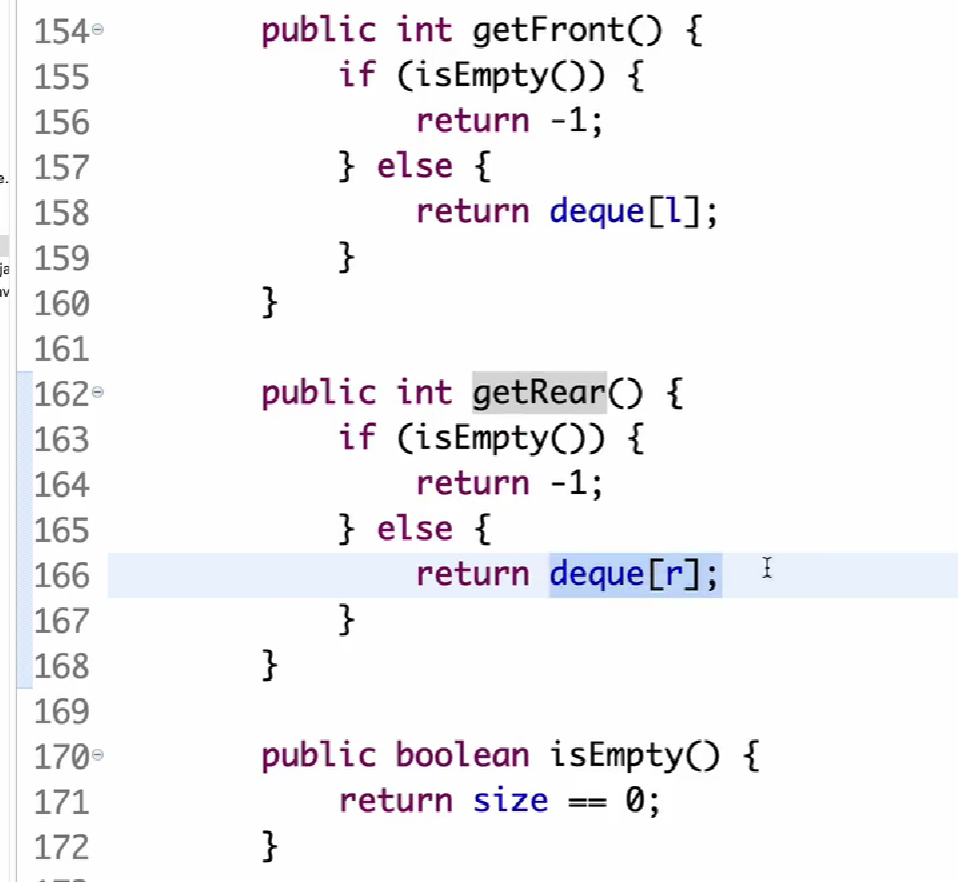 154 public int getFront() {
155 if (isEmpty()) {
156 return -1;
157 } else {
158 return deque[l];
159 }
160 }
161
162 public int getRear() {
163 if (isEmpty()) {
164 return -1;
165 } else {
166 return deque[r];
167 }
168 }
169
170 public boolean isEmpty() {
171 return size == 0;
172 }